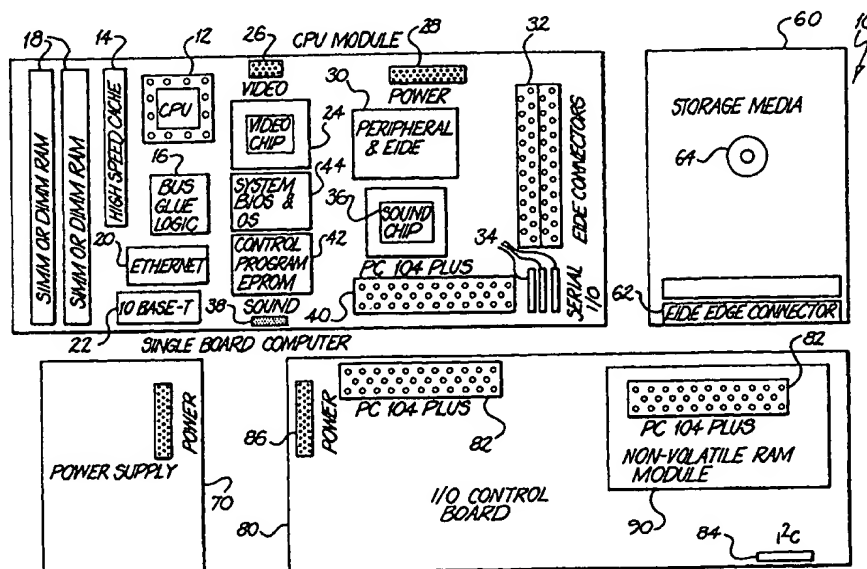 CPU MODULE
18
14
12
26
28
32
60
10
VIDEO
POWER
30
SIMM OR DIMM RAM
SIMM OR DIMM RAM
HIGH SPEED CACHE
CPU
VIDEO
CHIP
24
PERIPHERAL
& EIDE
EIDE CONNECTORS
STORAGE MEDIA
64
16
BUS
GLUE
LOGIC
SYSTEM
BIOS &
OS
44
36
SOUND
CHIP
34
20
ETHERNET
CONTROL
PROGRAM
EPROM
42
PC 104 PLUS
40
SERIAL
I/O
62
EIDE EDGE CONNECTOR
10 BASE-T
22
38
SOUND
SINGLE BOARD COMPUTER
POWER
POWER SUPPLY
70
86
POWER
PC 104 PLUS
82
82
PC 104 PLUS
NON-VOLATILE RAM
MODULE
I/O CONTROL
BOARD
80
90
84
I²C